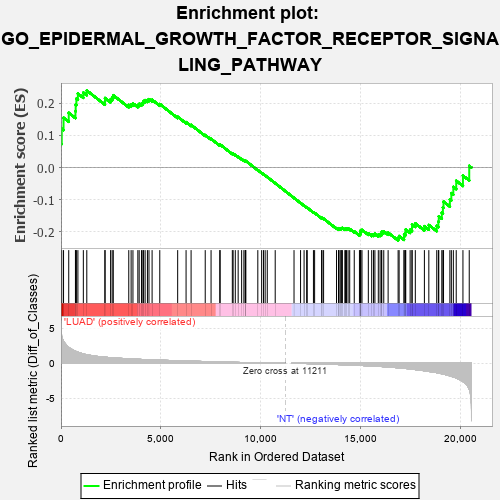 Enrichment plot:
GO_EPIDERMAL_GROWTH_FACTOR_RECEPTOR_SIGNA
LING_PATHWAY
Enrichment score (ES)
0.2
0.1
0.0
-0.1
-0.2
'LUAD' (positively correlated)
Ranked list metric (Diff_of_Classes)
5
0
-5
Zero cross at 11211
'NT' (negatively correlated)
0
5,000
10,000
15,000
20,000
Rank in Ordered Dataset
Enrichment profile
Hits
Ranking metric scores